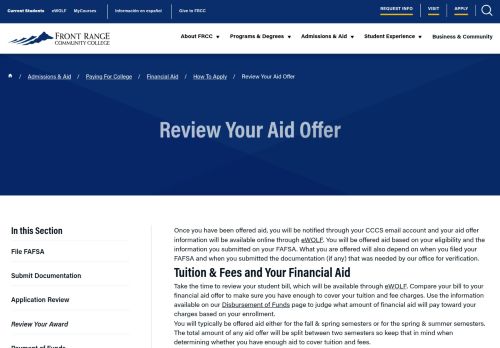 Current Students eWOLF MyCourses Información en español Give to FRCC REQUEST INFO VISIT APPLY
FRONT RANGE
COMMUNITY COLLEGE
About FRCC Programs & Degrees Admissions & Aid Student Experience Business & Community
/ Admissions & Aid / Paying For College / Financial Aid / How To Apply / Review Your Aid Offer
Review Your Aid Offer
In this Section
File FAFSA
Submit Documentation
Application Review
Review Your Award
Payment of Funds
Once you have been offered aid, you will be notified through your CCCS email account and your aid offer
information will be available online through eWOLF. You will be offered aid based on your eligibility and the
information you submitted on your FAFSA. What you are offered will also depend on when you filed your
FAFSA and when you submitted the documentation (if any) that was needed by our office for verification.
Tuition & Fees and Your Financial Aid
Take the time to review your student bill, which will be available through eWOLF. Compare your bill to your
financial aid offer to make sure you have enough to cover your tuition and fee charges. Use the information
available on our Disbursement of Funds page to judge what amount of financial aid will pay toward your
charges based on your enrollment.
You will typically be offered aid either for the fall & spring semesters or for the spring & summer semesters.
The total amount of any aid offer will be split between two semesters so keep that in mind when
determining whether you have enough aid to cover tuition and fees.